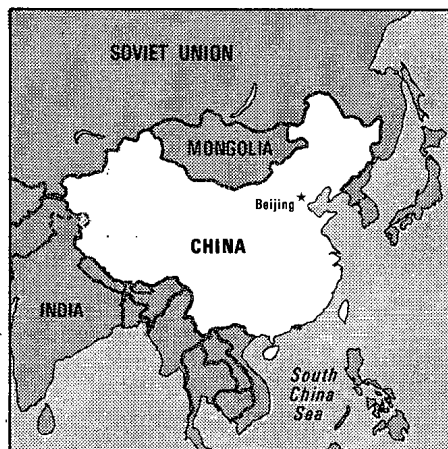 SOVIET UNION
MONGOLIA
Beijing
CHINA
INDIA
South
China
Sea